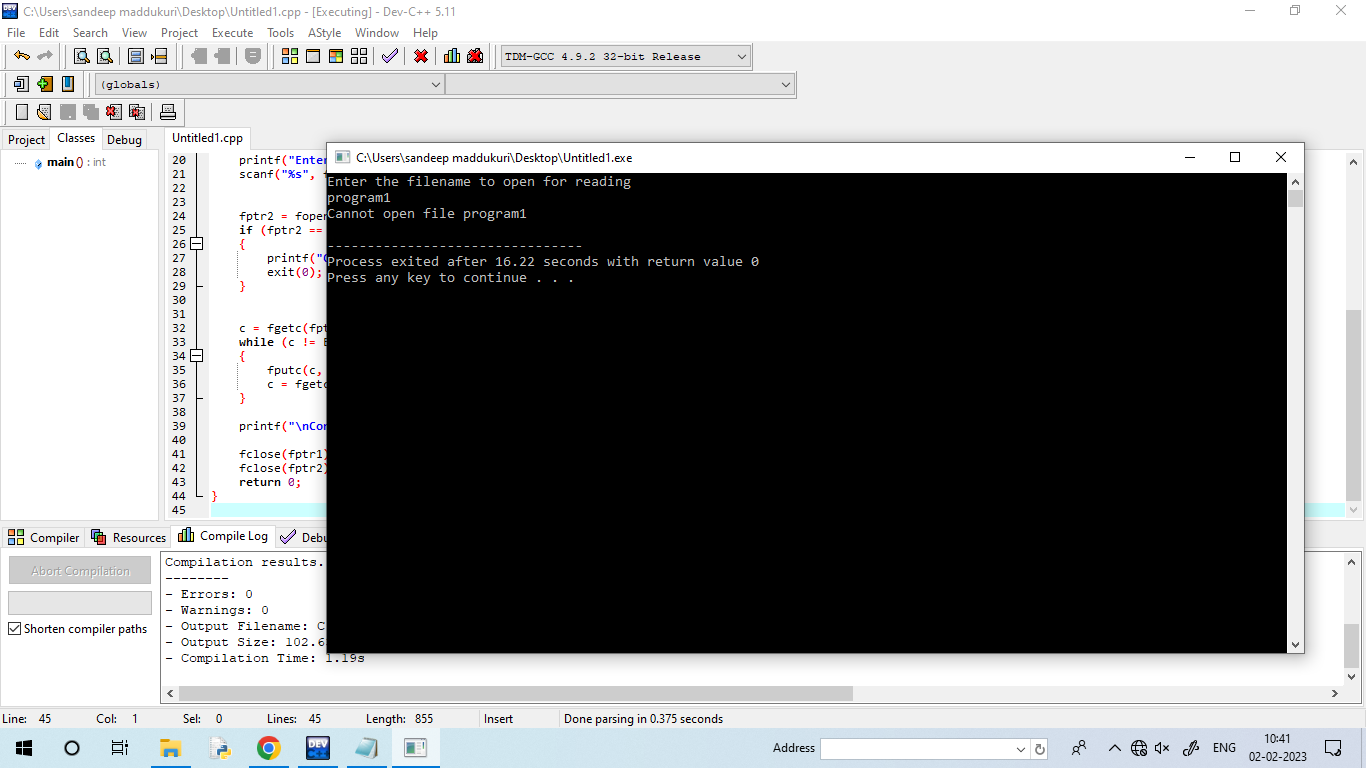 C:\Users\sandeep maddukuri\Desktop\Untitled1.cpp - [Executing] - Dev-C++ 5.11
File Edit Search View Project Execute Tools AStyle Window Help
TDM-GCC 4.9.2 32-bit Release
(globals)
Project Classes Debug
main () : int
Untitled1.cpp
20 printf("Enter
21 scanf("%s",
22
23
24 fptr2 = fopen
25 if (fptr2 ==
26 {
27 printf("
28 exit(0);
29 }
30
31
32 c = fgetc(fpt
33 while (c !=
34 {
35 fputc(c,
36 c = fgetc
37 }
38
39 printf("\nCon
40
41 fclose(fptr1)
42 fclose(fptr2)
43 return 0;
44 }
45
C:\Users\sandeep maddukuri\Desktop\Untitled1.exe
Enter the filename to open for reading
program1
Cannot open file program1
--------------------------------
Process exited after 16.22 seconds with return value 0
Press any key to continue . . .
Compiler Resources Compile Log Debu
Abort Compilation
Shorten compiler paths
Compilation results.
--------
- Errors: 0
- Warnings: 0
- Output Filename: C
- Output Size: 102.6
- Compilation Time: 1.19s
Line: 45 Col: 1 Sel: 0 Lines: 45 Length: 855 Insert Done parsing in 0.375 seconds
DEV C++
Address
ENG
10:41
02-02-2023